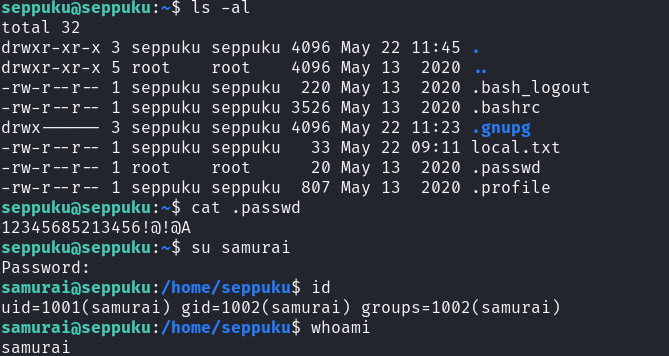 seppuku@seppuku:~$ ls -al
total 32
drwxr-xr-x 3 seppuku seppuku 4096 May 22 11:45 .
drwxr-xr-x 5 root    root    4096 May 13  2020 ..
-rw-r--r-- 1 seppuku seppuku  220 May 13  2020 .bash_logout
-rw-r--r-- 1 seppuku seppuku 3526 May 13  2020 .bashrc
drwx------ 3 seppuku seppuku 4096 May 22 11:23 .gnupg
-rw-r--r-- 1 seppuku seppuku   33 May 22 09:11 local.txt
-rw-r--r-- 1 root    root      20 May 13  2020 .passwd
-rw-r--r-- 1 seppuku seppuku  807 May 13  2020 .profile
seppuku@seppuku:~$ cat .passwd
12345685213456!@!@A
seppuku@seppuku:~$ su samurai
Password:
samurai@seppuku:/home/seppuku$ id
uid=1001(samurai) gid=1002(samurai) groups=1002(samurai)
samurai@seppuku:/home/seppuku$ whoami
samurai